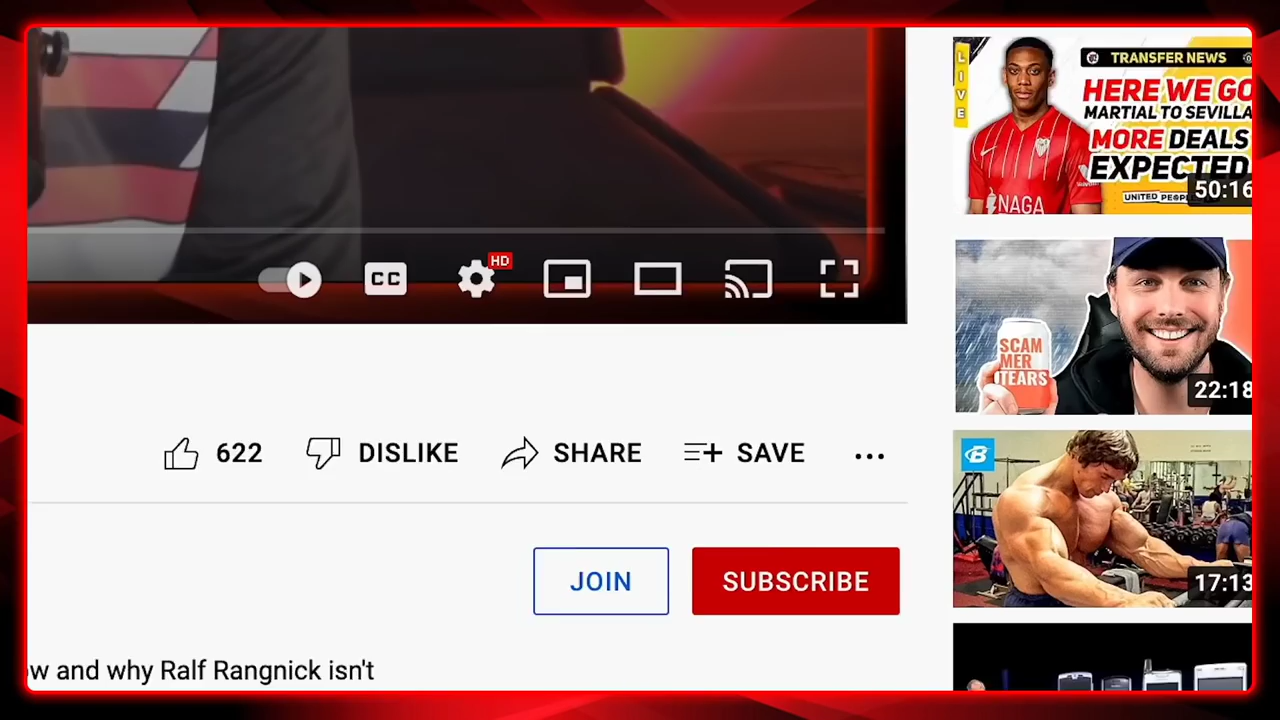 CC
HD
622
DISLIKE
SHARE
SAVE
JOIN
SUBSCRIBE
and why Ralf Rangnick isn't
LIVE
TRANSFER NEWS
HERE WE GO
MARTIAL TO SEVILLA
MORE DEALS
EXPECTED
UNITED
50:16
NAGA
SCAM
MER
TEARS
22:18
B
17:13